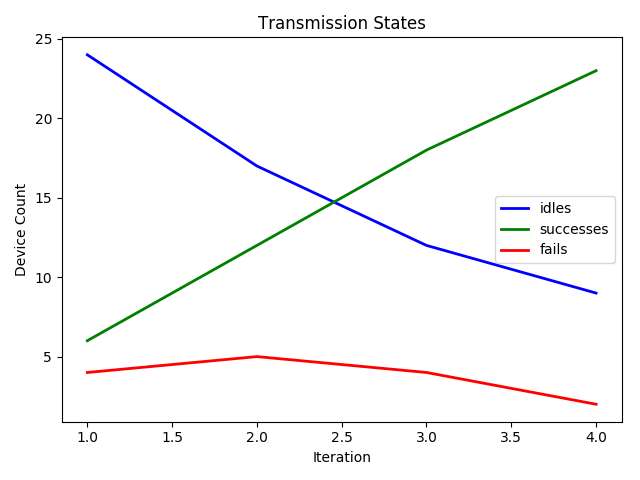 Transmission States
25
20
15
10
5
Device Count
idles
successes
fails
1.0 1.5 2.0 2.5 3.0 3.5 4.0
Iteration